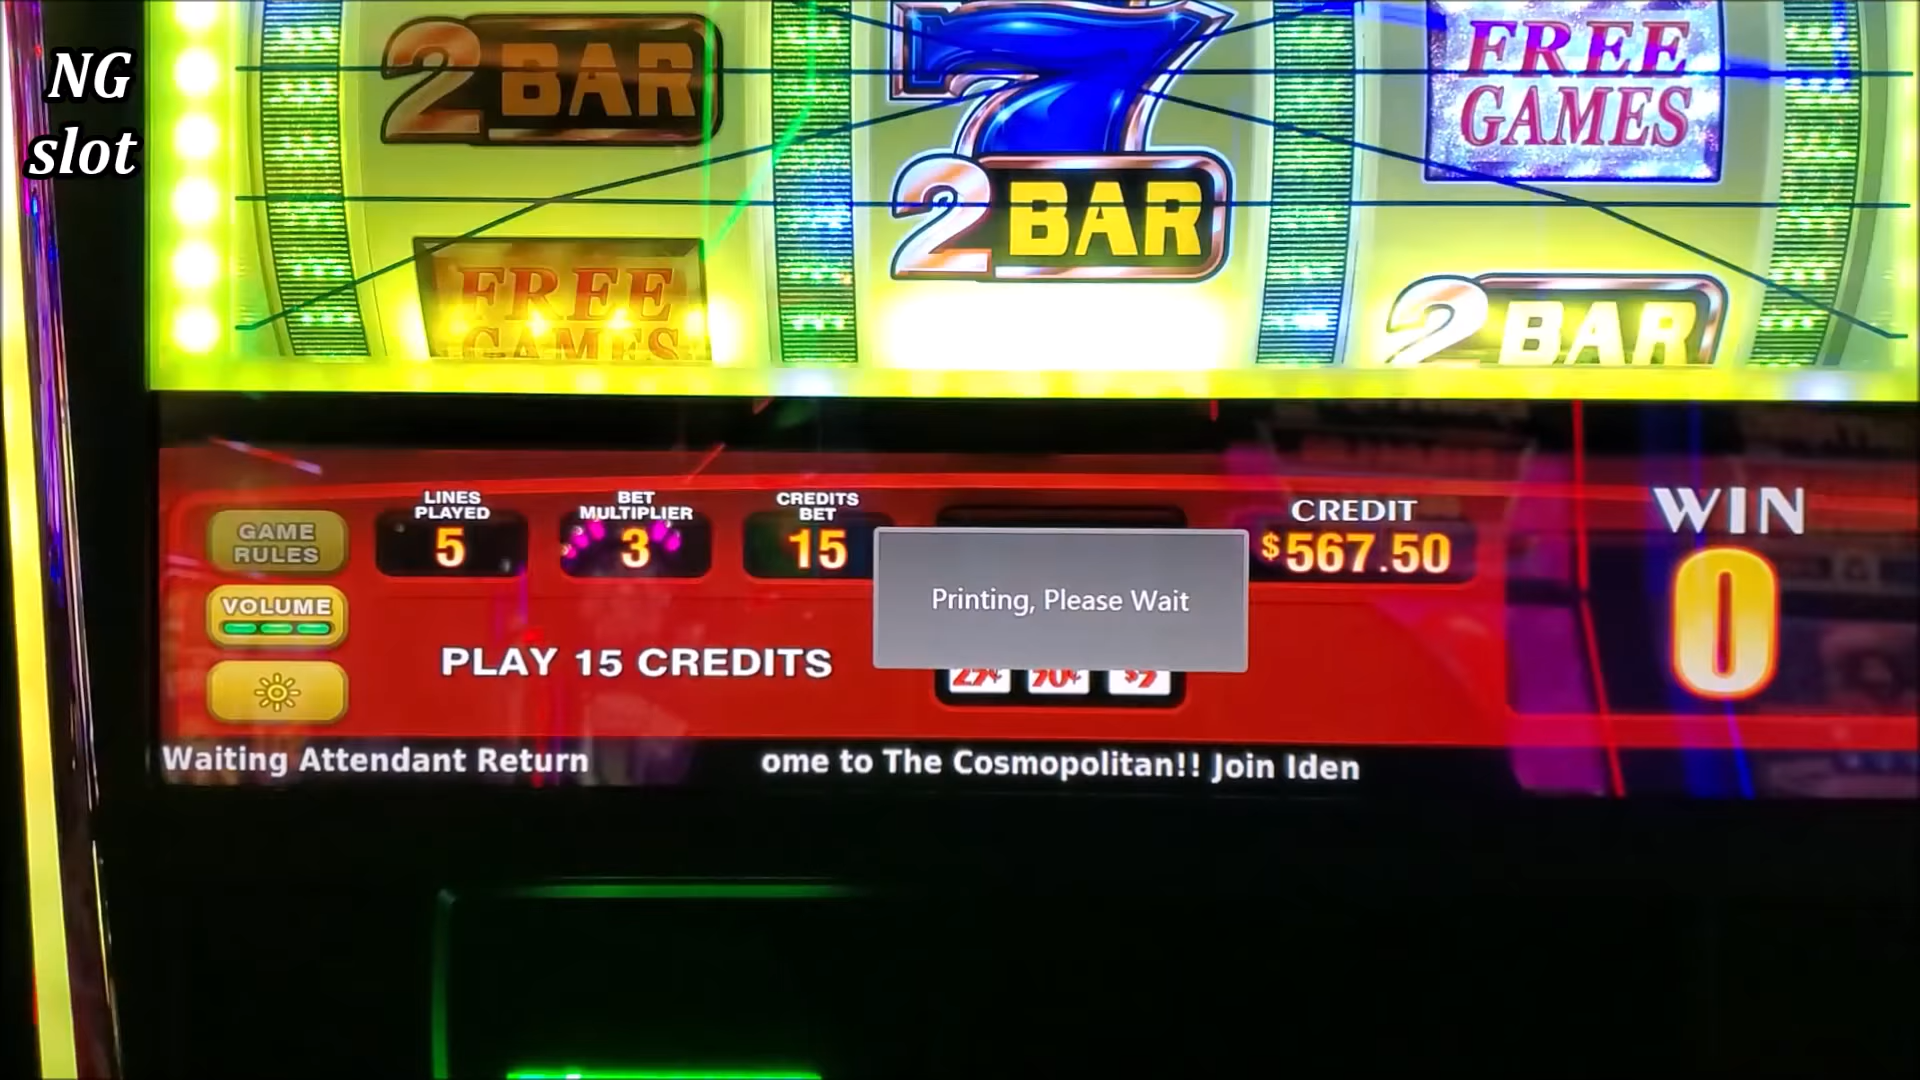 NG
slot
2 BAR
7
FREE
GAMES
2 BAR
FREE
GAMES
2 BAR
LINES
PLAYED
5
BET
MULTIPLIER
3
CREDITS
BET
15
CREDIT
$567.50
WIN
0
GAME
RULES
VOLUME
Printing, Please Wait
PLAY 15 CREDITS
Waiting Attendant Return
ome to The Cosmopolitan!! Join Iden